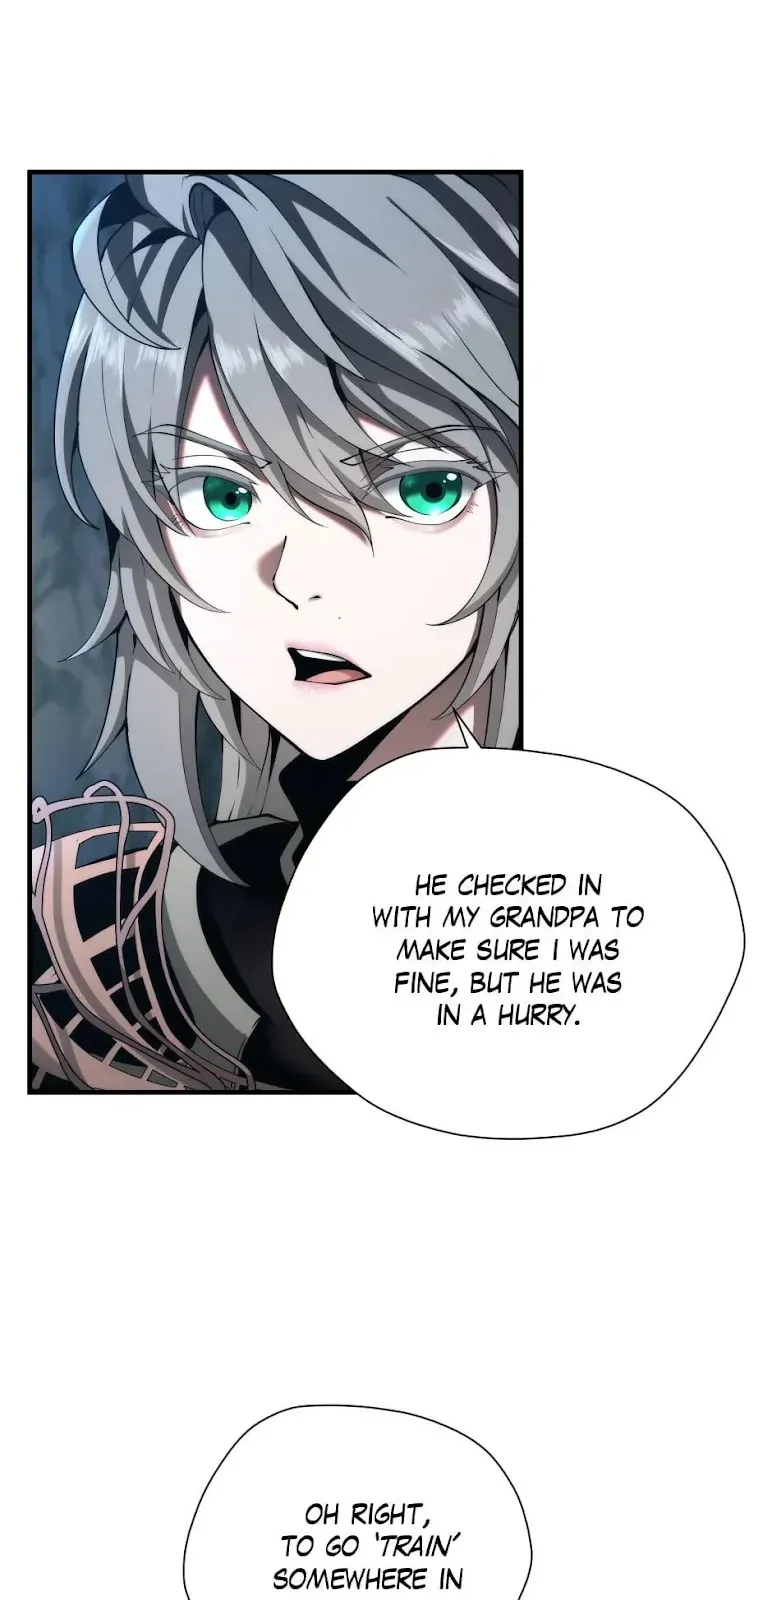 HE CHECKED IN
WITH MY GRANDPA TO
MAKE SURE I WAS
FINE, BUT HE WAS
IN A HURRY.
OH RIGHT,
TO GO 'TRAIN'
SOMEWHERE IN